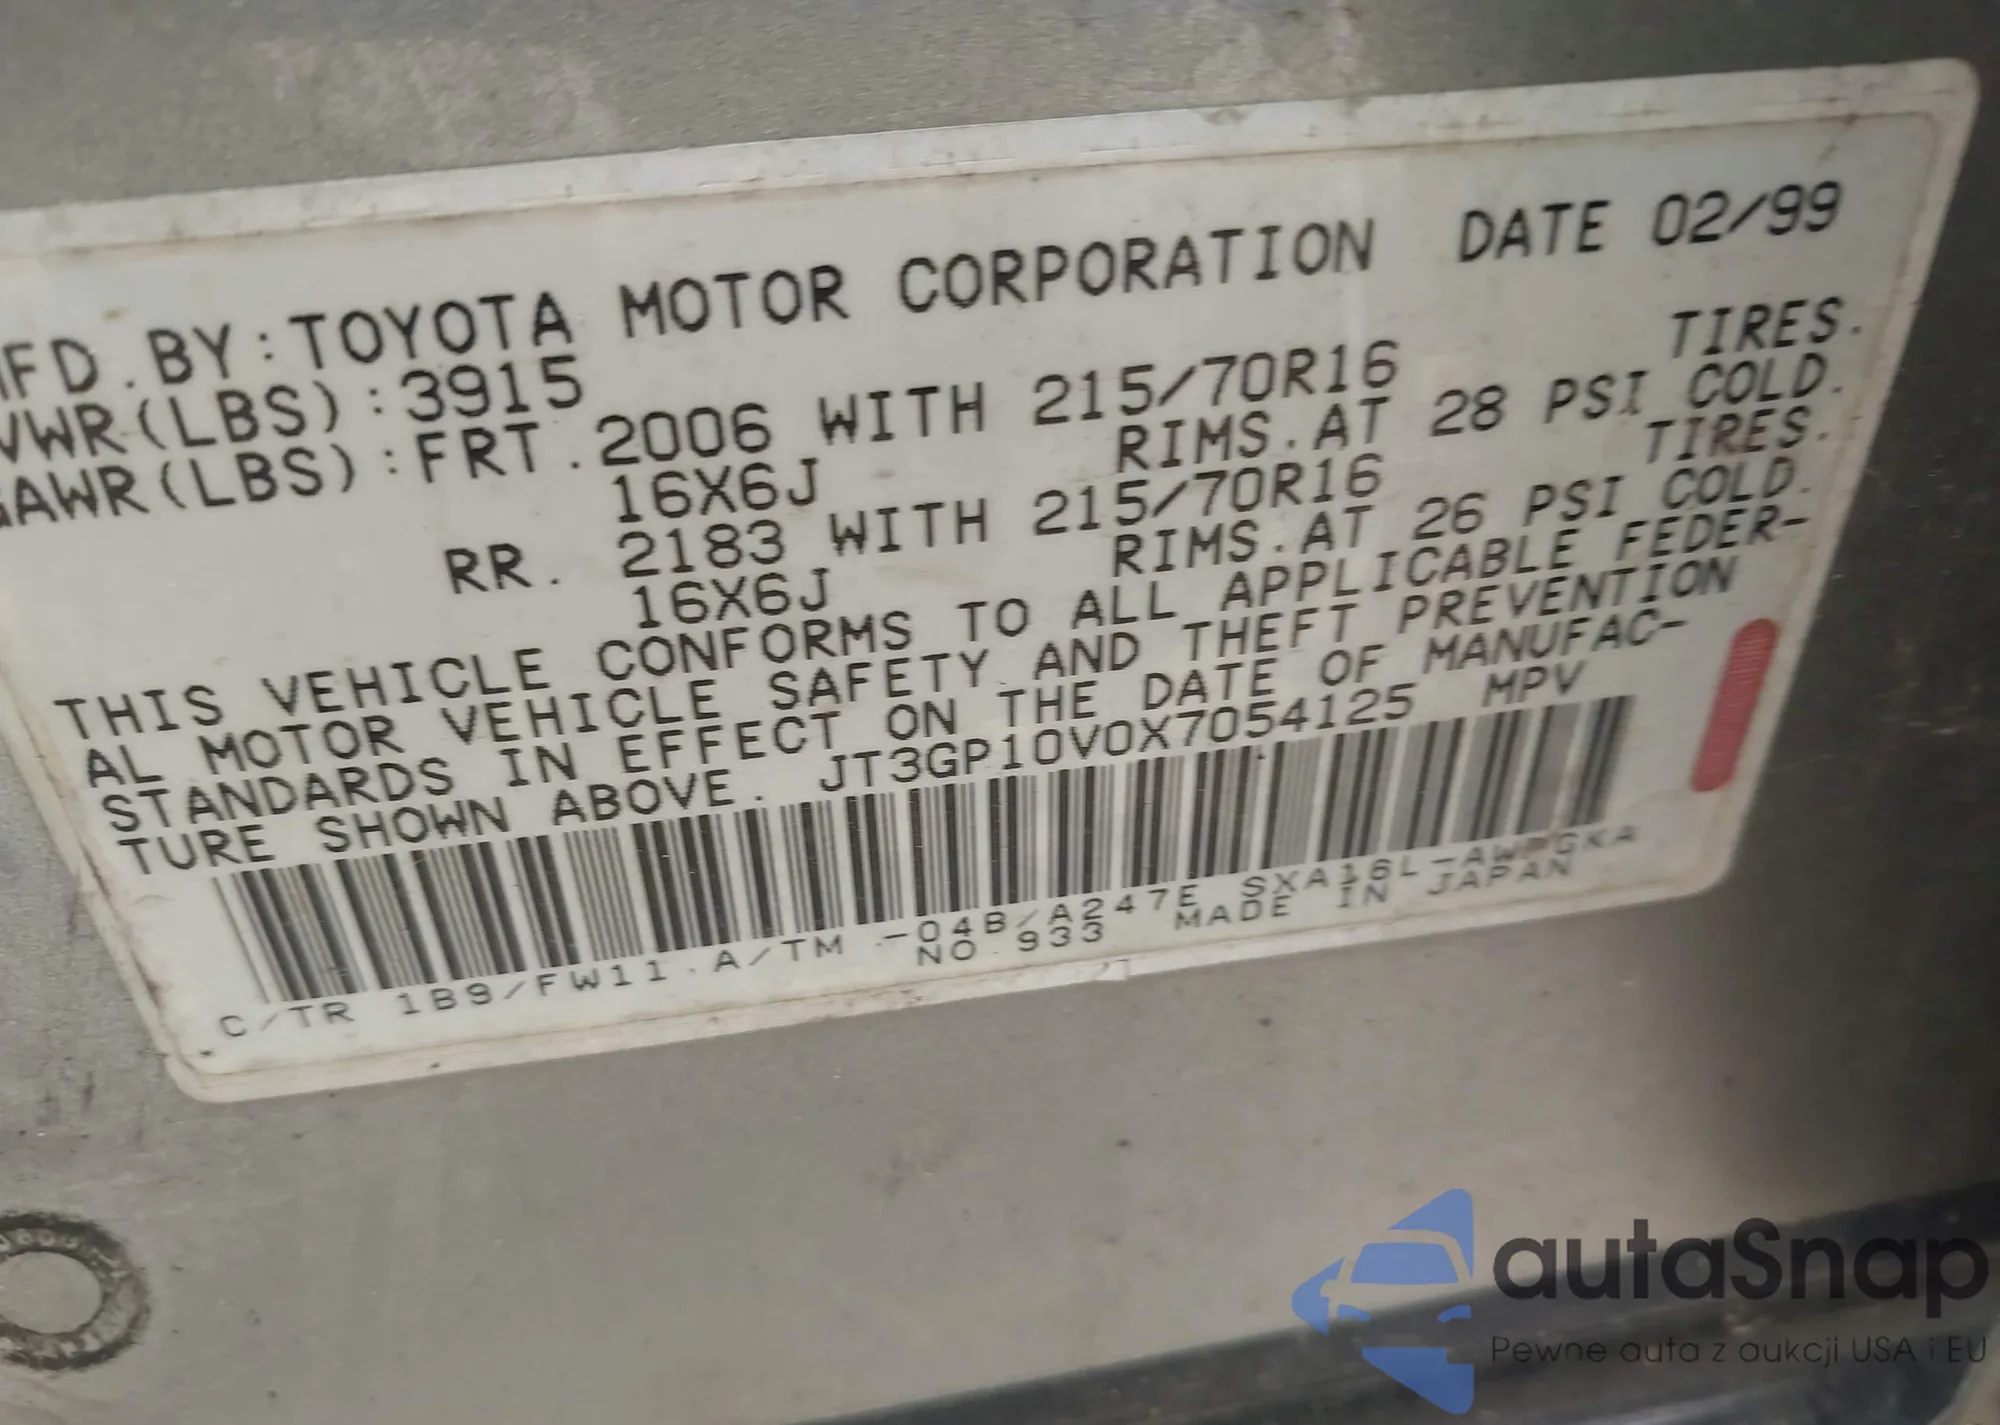 MFD.BY:TOYOTA MOTOR CORPORATION DATE 02/99
VWR(LBS):3915
GAWR(LBS):FRT.2006 WITH 215/70R16 TIRES.
16X6J RIMS.AT 28 PSI COLD.
RR. 2183 WITH 215/70R16 TIRES.
16X6J RIMS.AT 26 PSI COLD.
THIS VEHICLE CONFORMS TO ALL APPLICABLE FEDER-
AL MOTOR VEHICLE SAFETY AND THEFT PREVENTION
STANDARDS IN EFFECT ON THE DATE OF MANUFAC-
TURE SHOWN ABOVE. JT3GP10V0X7054125 MPV
C/TR 1B9/FW11.A/TM -04B/A247E SXA16L-AWPGKA
NO.933 MADE IN JAPAN
autaSnap
Pewne auta z aukcji USA i EU